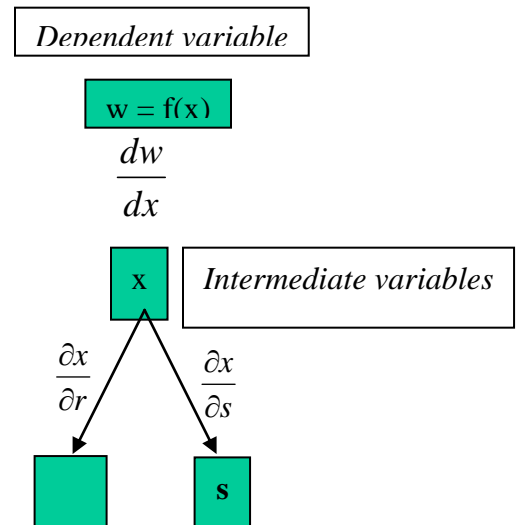 Dependent variable
w = f(x)
dw
dx
x
Intermediate variables
∂x
∂r
∂x
∂s
s